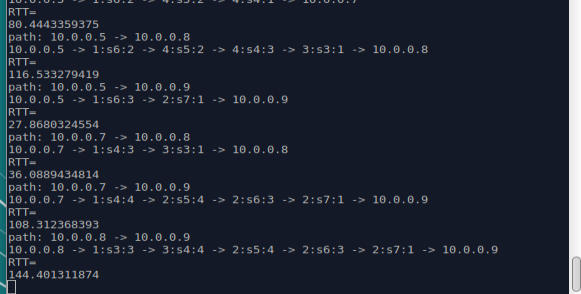 10.0.0.5 -> 1:s6:2 -> 4:s5:2 -> 4:s4:1 -> 10.0.0.7
RTT=
80.4443359375
path: 10.0.0.5 -> 10.0.0.8
10.0.0.5 -> 1:s6:2 -> 4:s5:2 -> 4:s4:3 -> 3:s3:1 -> 10.0.0.8
RTT=
116.533279419
path: 10.0.0.5 -> 10.0.0.9
10.0.0.5 -> 1:s6:3 -> 2:s7:1 -> 10.0.0.9
RTT=
27.8680324554
path: 10.0.0.7 -> 10.0.0.8
10.0.0.7 -> 1:s4:3 -> 3:s3:1 -> 10.0.0.8
RTT=
36.0889434814
path: 10.0.0.7 -> 10.0.0.9
10.0.0.7 -> 1:s4:4 -> 2:s5:4 -> 2:s6:3 -> 2:s7:1 -> 10.0.0.9
RTT=
108.312368393
path: 10.0.0.8 -> 10.0.0.9
10.0.0.8 -> 1:s3:3 -> 3:s4:4 -> 2:s5:4 -> 2:s6:3 -> 2:s7:1 -> 10.0.0.9
RTT=
144.401311874